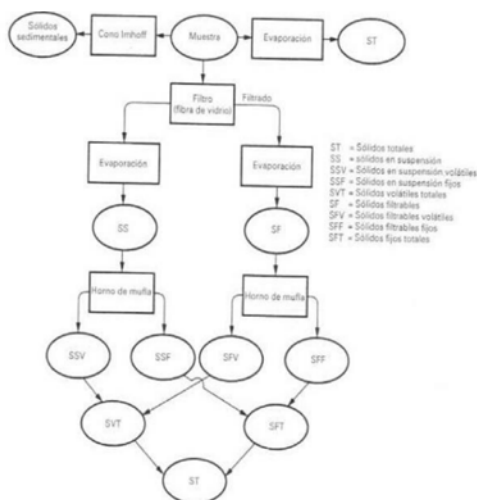 Sólidos
sedimentales
Cono Imhoff
Muestra
Evaporación
ST
Filtro
(fibra de vidrio)
Filtrado
Evaporación
Evaporación
ST = Sólidos totales
SS = sólidos en suspensión
SSV = Sólidos en suspensión volátiles
SSF = Sólidos en suspensión fijos
SVT = Sólidos volátiles totales
SF = Sólidos filtrables
SFV = Sólidos filtrables volátiles
SFF = Sólidos filtrables fijos
SFT = Sólidos fijos totales
SS
SF
Horno de mufla
Horno de mufla
SSV
SSF
SFV
SFF
SVT
SFT
ST